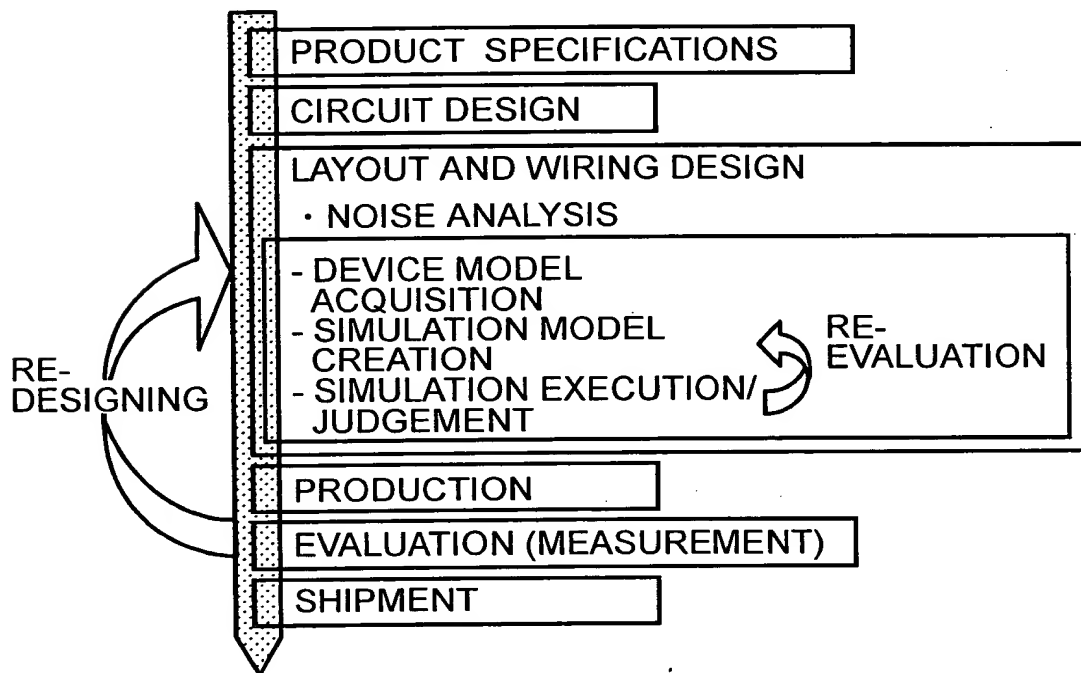 PRODUCT SPECIFICATIONS
CIRCUIT DESIGN
LAYOUT AND WIRING DESIGN
・NOISE ANALYSIS
- DEVICE MODEL
ACQUISITION
- SIMULATION MODEL
CREATION
- SIMULATION EXECUTION/
JUDGEMENT
RE-
EVALUATION
RE-
DESIGNING
PRODUCTION
EVALUATION (MEASUREMENT)
SHIPMENT